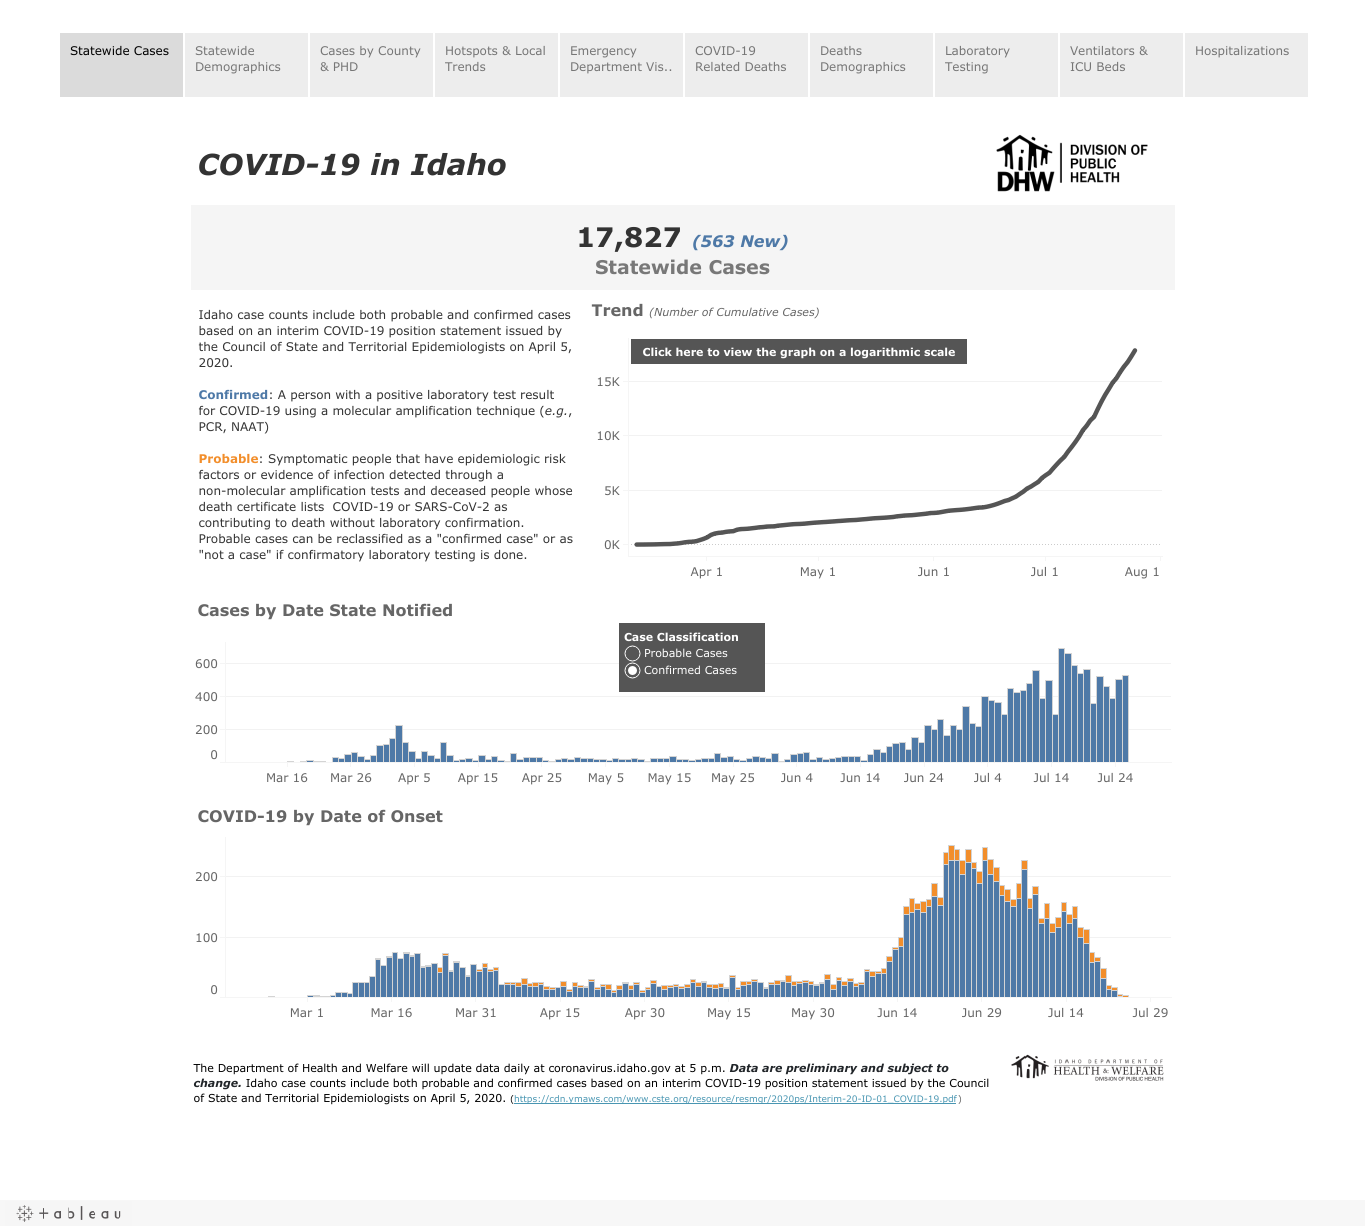 Statewide Cases
Statewide
Demographics
Cases by County
& PHD
Hotspots & Local
Trends
Emergency
Department Vis..
COVID-19
Related Deaths
Deaths
Demographics
Laboratory
Testing
Ventilators &
ICU Beds
Hospitalizations
COVID-19 in Idaho
DHW
DIVISION OF
PUBLIC
HEALTH
17,827 (563 New)
Statewide Cases
Idaho case counts include both probable and confirmed cases
based on an interim COVID-19 position statement issued by
the Council of State and Territorial Epidemiologists on April 5,
2020.
Confirmed: A person with a positive laboratory test result
for COVID-19 using a molecular amplification technique (e.g.,
PCR, NAAT)
Probable: Symptomatic people that have epidemiologic risk
factors or evidence of infection detected through a
non-molecular amplification tests and deceased people whose
death certificate lists  COVID-19 or SARS-CoV-2 as
contributing to death without laboratory confirmation.
Probable cases can be reclassified as a "confirmed case" or as
"not a case" if confirmatory laboratory testing is done.
Trend (Number of Cumulative Cases)
Click here to view the graph on a logarithmic scale
15K
10K
5K
0K
Apr 1 May 1 Jun 1 Jul 1 Aug 1
Cases by Date State Notified
Case Classification
Probable Cases
Confirmed Cases
600
400
200
0
Mar 16 Mar 26 Apr 5 Apr 15 Apr 25 May 5 May 15 May 25 Jun 4 Jun 14 Jun 24 Jul 4 Jul 14 Jul 24
COVID-19 by Date of Onset
200
100
0
Mar 1 Mar 16 Mar 31 Apr 15 Apr 30 May 15 May 30 Jun 14 Jun 29 Jul 14 Jul 29
The Department of Health and Welfare will update data daily at coronavirus.idaho.gov at 5 p.m. Data are preliminary and subject to
change. Idaho case counts include both probable and confirmed cases based on an interim COVID-19 position statement issued by the Council
of State and Territorial Epidemiologists on April 5, 2020. (https://cdn.ymaws.com/www.cste.org/resource/resmgr/2020ps/Interim-20-ID-01_COVID-19.pdf)
IDAHO DEPARTMENT OF
HEALTH & WELFARE
DIVISION OF PUBLIC HEALTH
+ableau